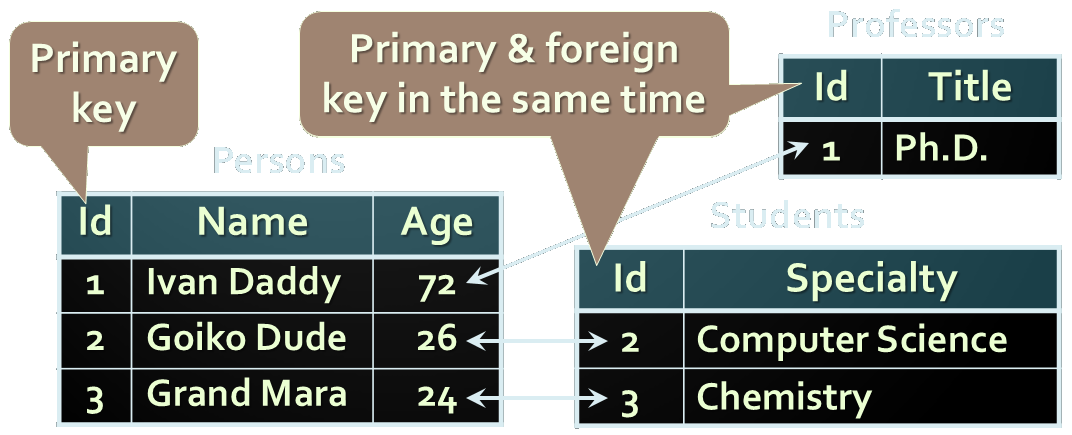 Primary
key
Primary & foreign
key in the same time
Professors
Id Title
1 Ph.D.
Persons
Id Name Age
1 Ivan Daddy 72
2 Goiko Dude 26
3 Grand Mara 24
Students
Id Specialty
2 Computer Science
3 Chemistry